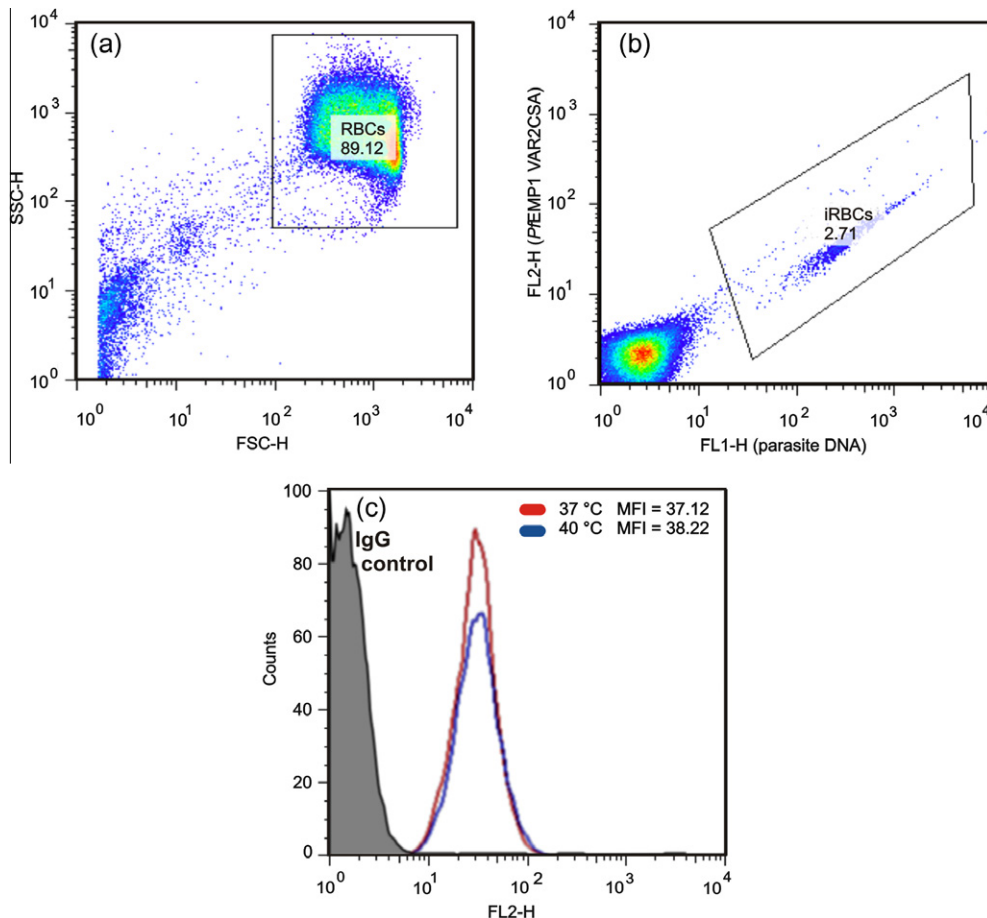 (a)
10⁴
10³
10²
10¹
10⁰
SSC-H
RBCs
89.12
10⁰ 10¹ 10² 10³ 10⁴
FSC-H
(b)
10⁴
10³
10²
10¹
10⁰
FL2-H (PfEMP1 VAR2CSA)
iRBCs
2.71
10⁰ 10¹ 10² 10³ 10⁴
FL1-H (parasite DNA)
(c)
100
80
60
40
20
0
Counts
IgG
control
37 °C MFI = 37.12
40 °C MFI = 38.22
10⁰ 10¹ 10² 10³ 10⁴
FL2-H